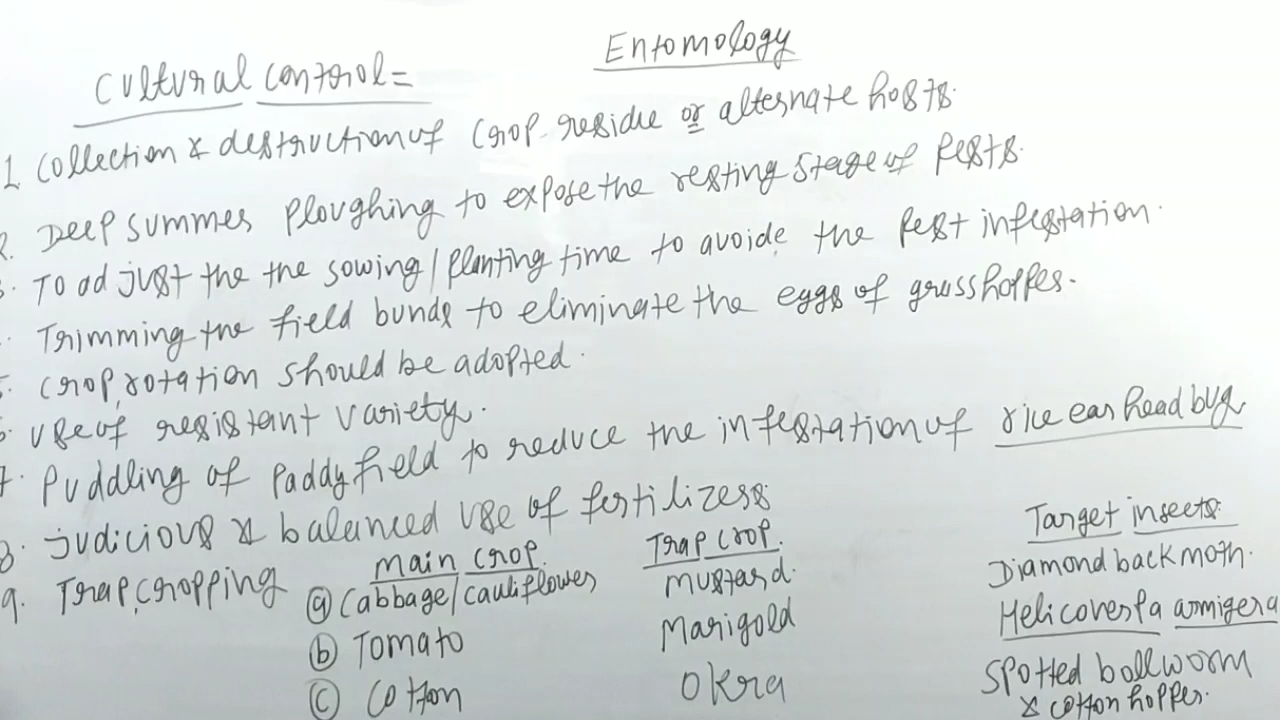 Entomology
Cultural control=
1. Collection & destruction of Crop residue or alternate hosts.
2. Deep summer ploughing to expose the resting stage of Pests.
3. To adjust the the sowing/planting time to avoide the Pest infestation.
. Trimming the field bunds to eliminate the eggs of grasshopper.
5. Crop rotation should be adopted.
6. Use of resistant variety.
7. Puddling of Paddy field to reduce the infestation of rice ear head bug
8. judicious & balanced use of fertilizers
9. Trap cropping Main crop Trap crop. Target insects
(a) Cabbage/cauliflower Mustard. Diamond back moth.
(b) Tomato Marigold Helicoverpa armigera
(c) Cotton Okra Spotted bollworm
& cotton hopper.